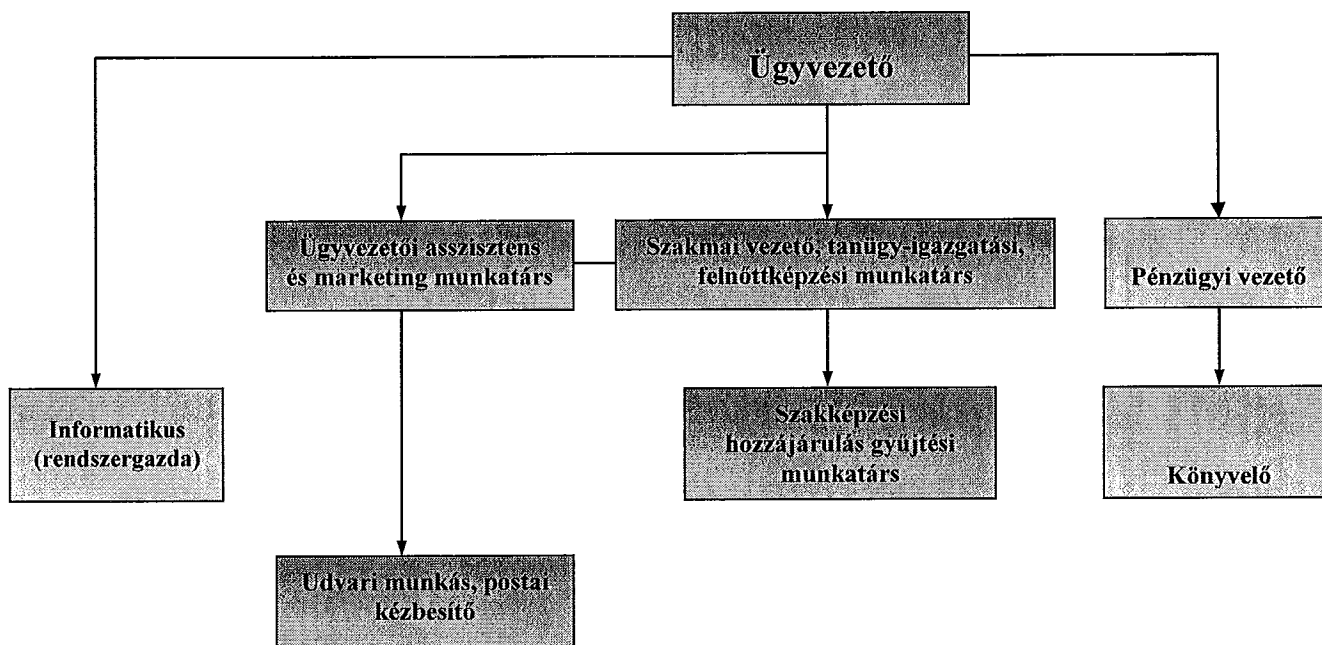 Ügyvezető
Ügyvezetői asszisztens
és marketing munkatárs
Szakmai vezető, tanügy-igazgatási,
felnőttképzési munkatárs
Pénzügyi vezető
Informatikus
(rendszergazda)
Szakképzési
hozzájárulás gyűjtési
munkatárs
Könyvelő
Udvari munkás, postai
kézbesítő